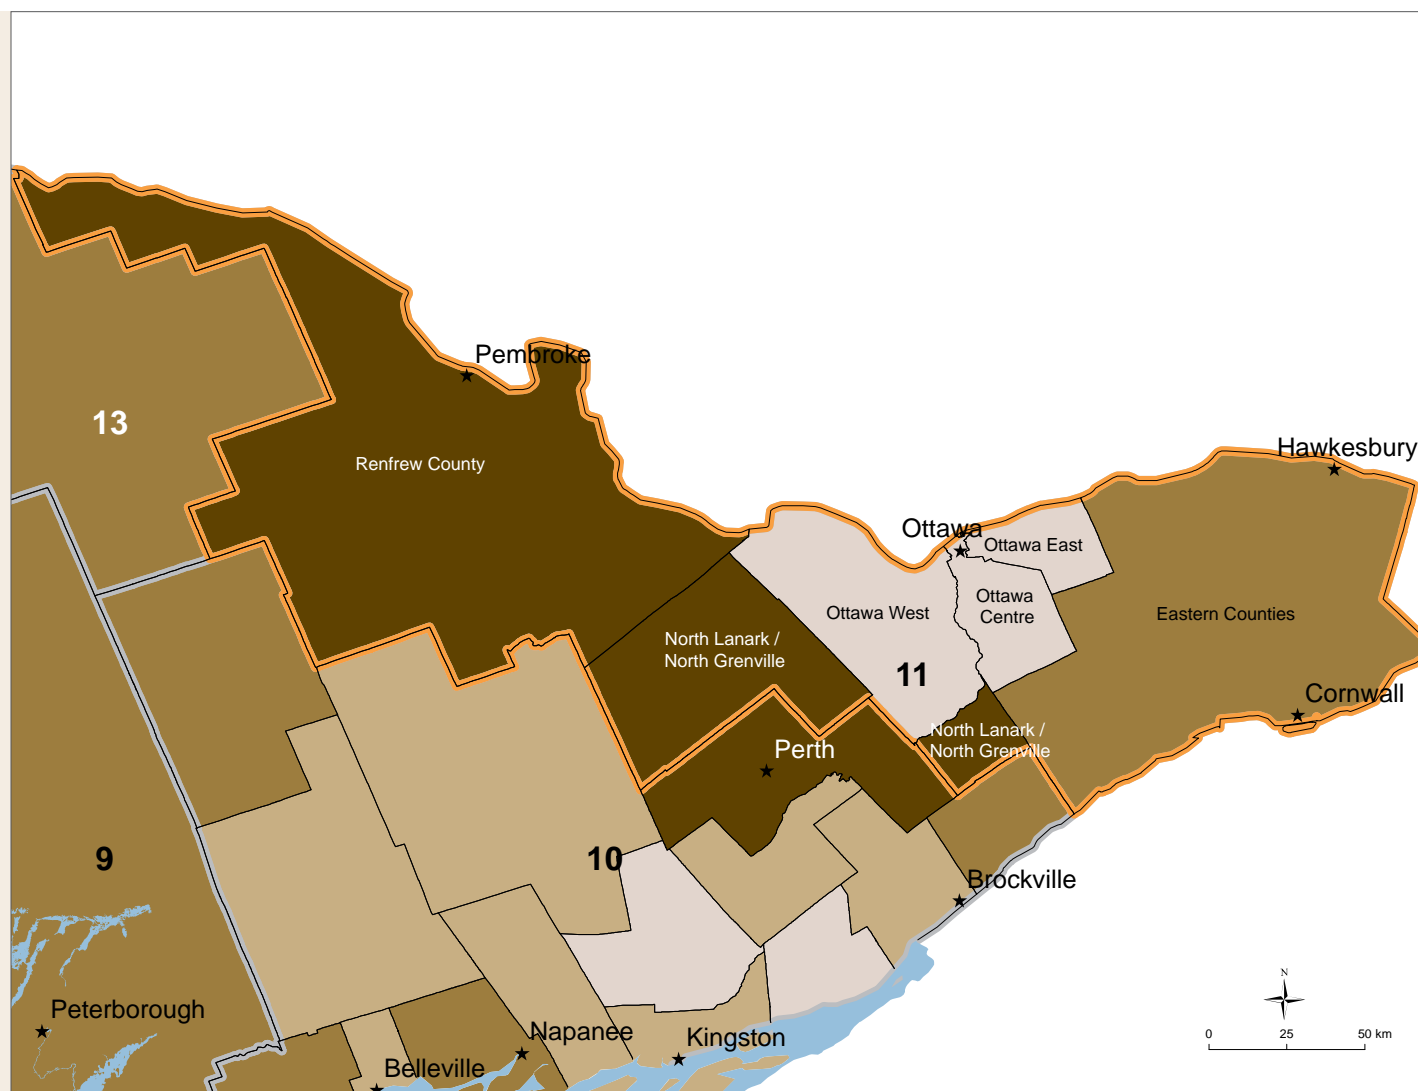 Pembroke
13
Hawkesbury
Renfrew County
Ottawa
Ottawa East
Ottawa
Centre
Ottawa West
Eastern Counties
North Lanark /
North Grenville
11
Cornwall
North Lanark /
North Grenville
Perth
9
10
Brockville
N
Peterborough
Napanee
Kingston
0 25 50 km
Belleville